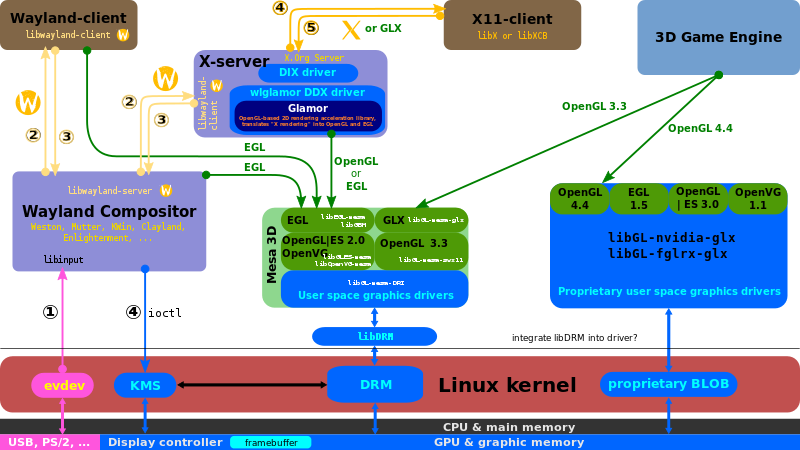 Wayland-client
libwayland-client
W
④
⑤
X or GLX
X11-client
libX or libXCB
3D Game Engine
X-server
X.Org Server
DIX driver
wlglamor DDX driver
Glamor
OpenGL-based 2D rendering acceleration library,
translates "X rendering" into OpenGL and EGL
libwayland-
client
W
W
W
②
③
②
③
EGL
EGL
OpenGL
or
EGL
OpenGL 3.3
OpenGL 4.4
libwayland-server
W
Wayland Compositor
Weston, Mutter, KWin, Clayland,
Enlightenment, ...
libinput
Mesa 3D
EGL
libEGL-mesa
libGBM
GLX
libGL-mesa-glx
OpenGL|ES 2.0
OpenVG
libGLES-mesa
libOpenVG-mesa
OpenGL 3.3
libGL-mesa-swx11
libGL-mesa-DRI
User space graphics drivers
OpenGL
4.4
EGL
1.5
OpenGL
| ES 3.0
OpenVG
1.1
libGL-nvidia-glx
libGL-fglrx-glx
Proprietary user space graphics drivers
①
④ ioctl
libDRM
integrate libDRM into driver?
evdev
KMS
DRM
Linux kernel
proprietary BLOB
CPU & main memory
USB, PS/2, ...
Display controller
framebuffer
GPU & graphic memory